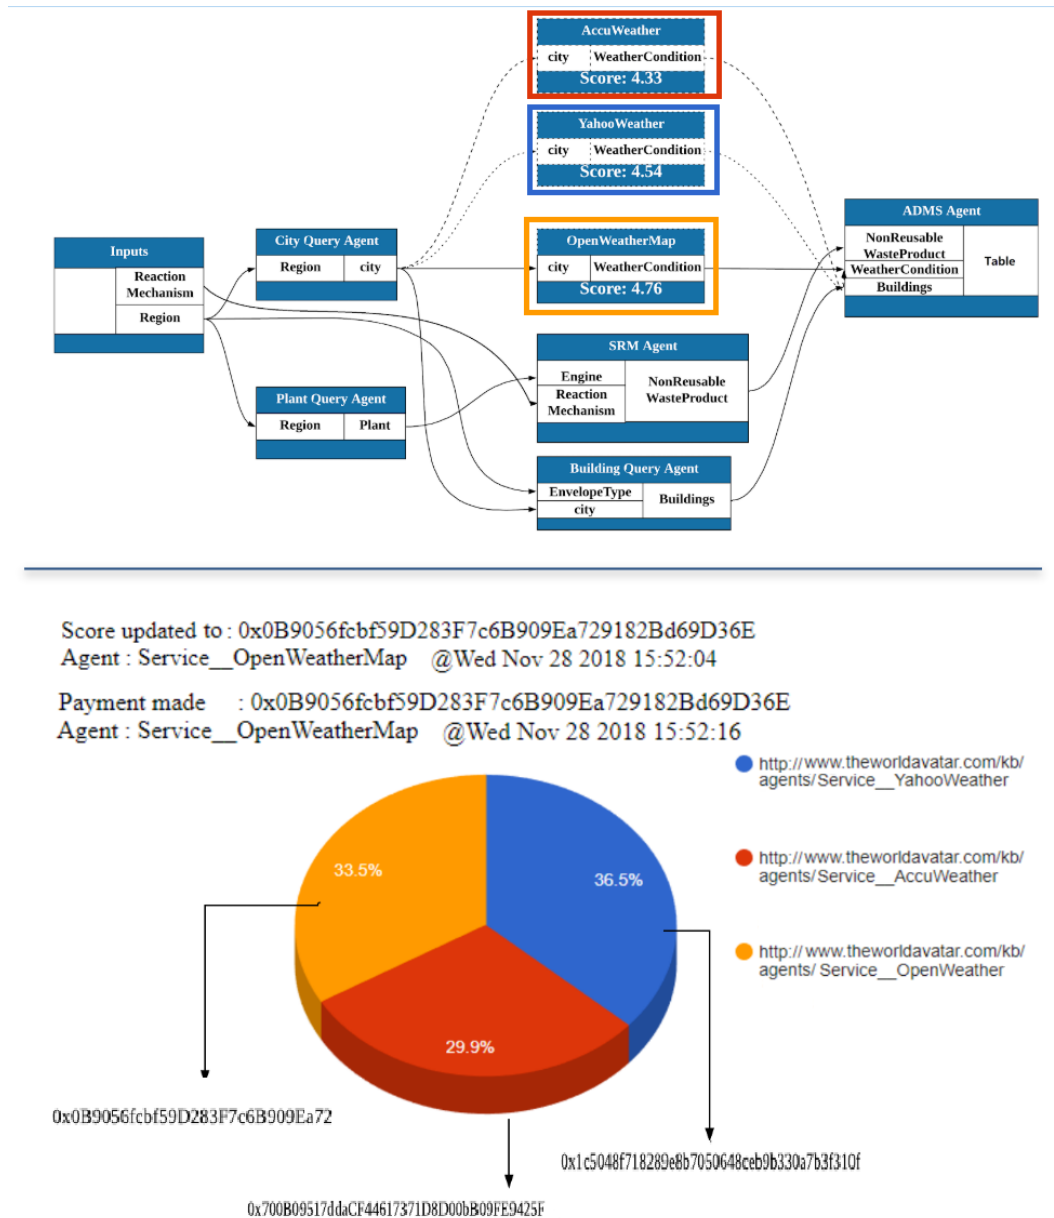 AccuWeather
city WeatherCondition
Score: 4.33
YahooWeather
city WeatherCondition
Score: 4.54
OpenWeatherMap
city WeatherCondition
Score: 4.76
Inputs
Reaction
Mechanism
Region
City Query Agent
Region city
Plant Query Agent
Region Plant
SRM Agent
Engine
Reaction
Mechanism
NonReusable
WasteProduct
Building Query Agent
EnvelopeType
city
Buildings
ADMS Agent
NonReusable
WasteProduct
WeatherCondition
Buildings
Table
Score updated to : 0x0B9056fcbf59D283F7c6B909Ea729182Bd69D36E
Agent : Service__OpenWeatherMap @Wed Nov 28 2018 15:52:04
Payment made : 0x0B9056fcbf59D283F7c6B909Ea729182Bd69D36E
Agent : Service__OpenWeatherMap @Wed Nov 28 2018 15:52:16
http://www.theworldavatar.com/kb/
agents/Service__YahooWeather
http://www.theworldavatar.com/kb/
agents/Service__AccuWeather
http://www.theworldavatar.com/kb/
agents/ Service__OpenWeather
33.5%
36.5%
29.9%
0x0B9056fcbf59D283F7c6B909Ea72
0x1c5048f718289e8b7050648ceb9b330a7b3f310f
0x700B09517ddaCF44617371D8D00bB09FE9425F